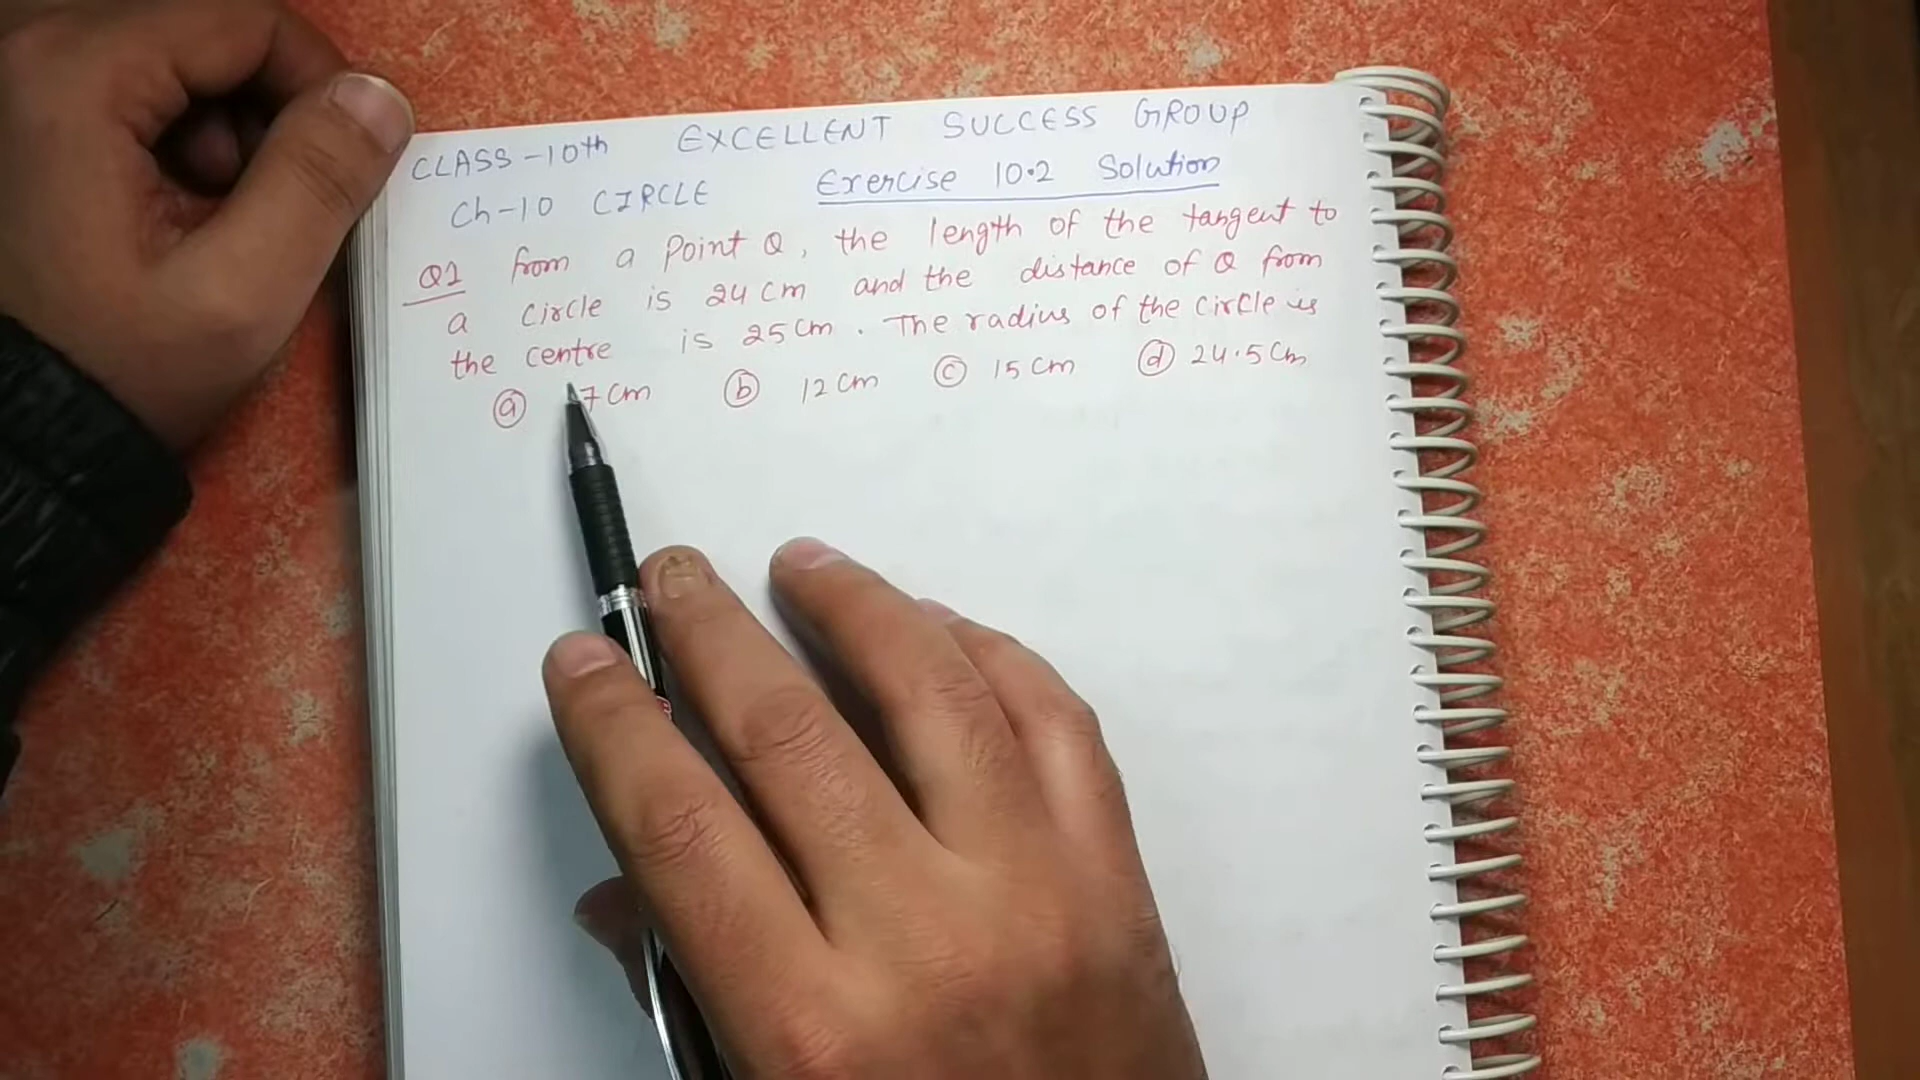 CLASS-10th EXCELLENT SUCCESS GROUP
Ch-10 CIRCLE Exercise 10.2 Solution
Q1 from a point Q, the length of the tangent to
a circle is 24 cm and the distance of Q from
the centre is 25 cm. The radius of the circle is
(a) 7 cm (b) 12 cm (c) 15 cm (d) 24.5 cm